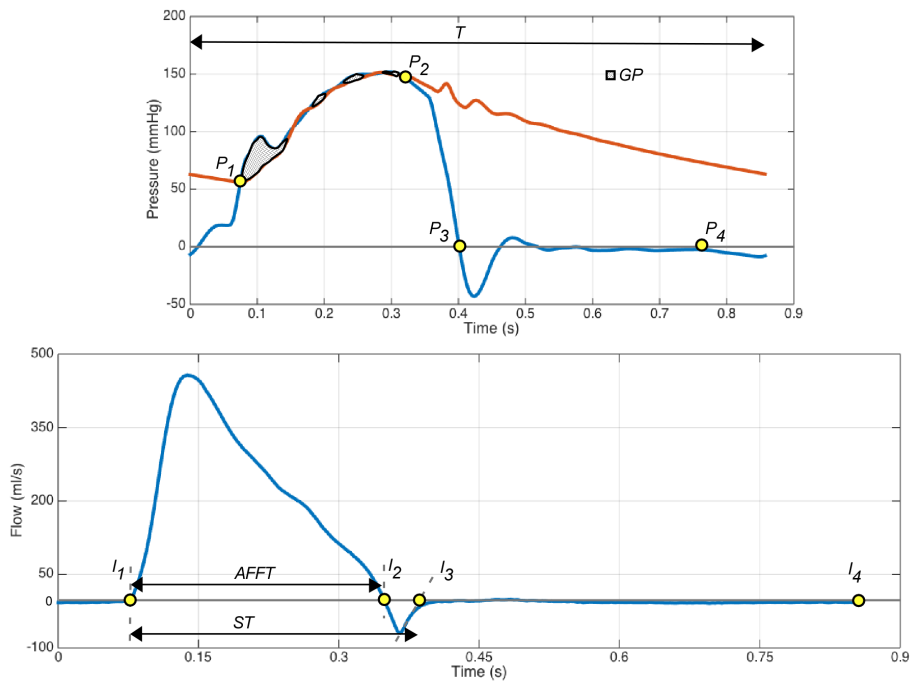 200
T
150
P2
GP
100
P1
50
P3
P4
0
-50
0 0.1 0.2 0.3 0.4 0.5 0.6 0.7 0.8 0.9
Pressure (mmHg)
Time (s)
500
350
200
50
I1 AFFT I2 I3 I4
0
ST
-100
0 0.15 0.3 0.45 0.6 0.75 0.9
Flow (ml/s)
Time (s)